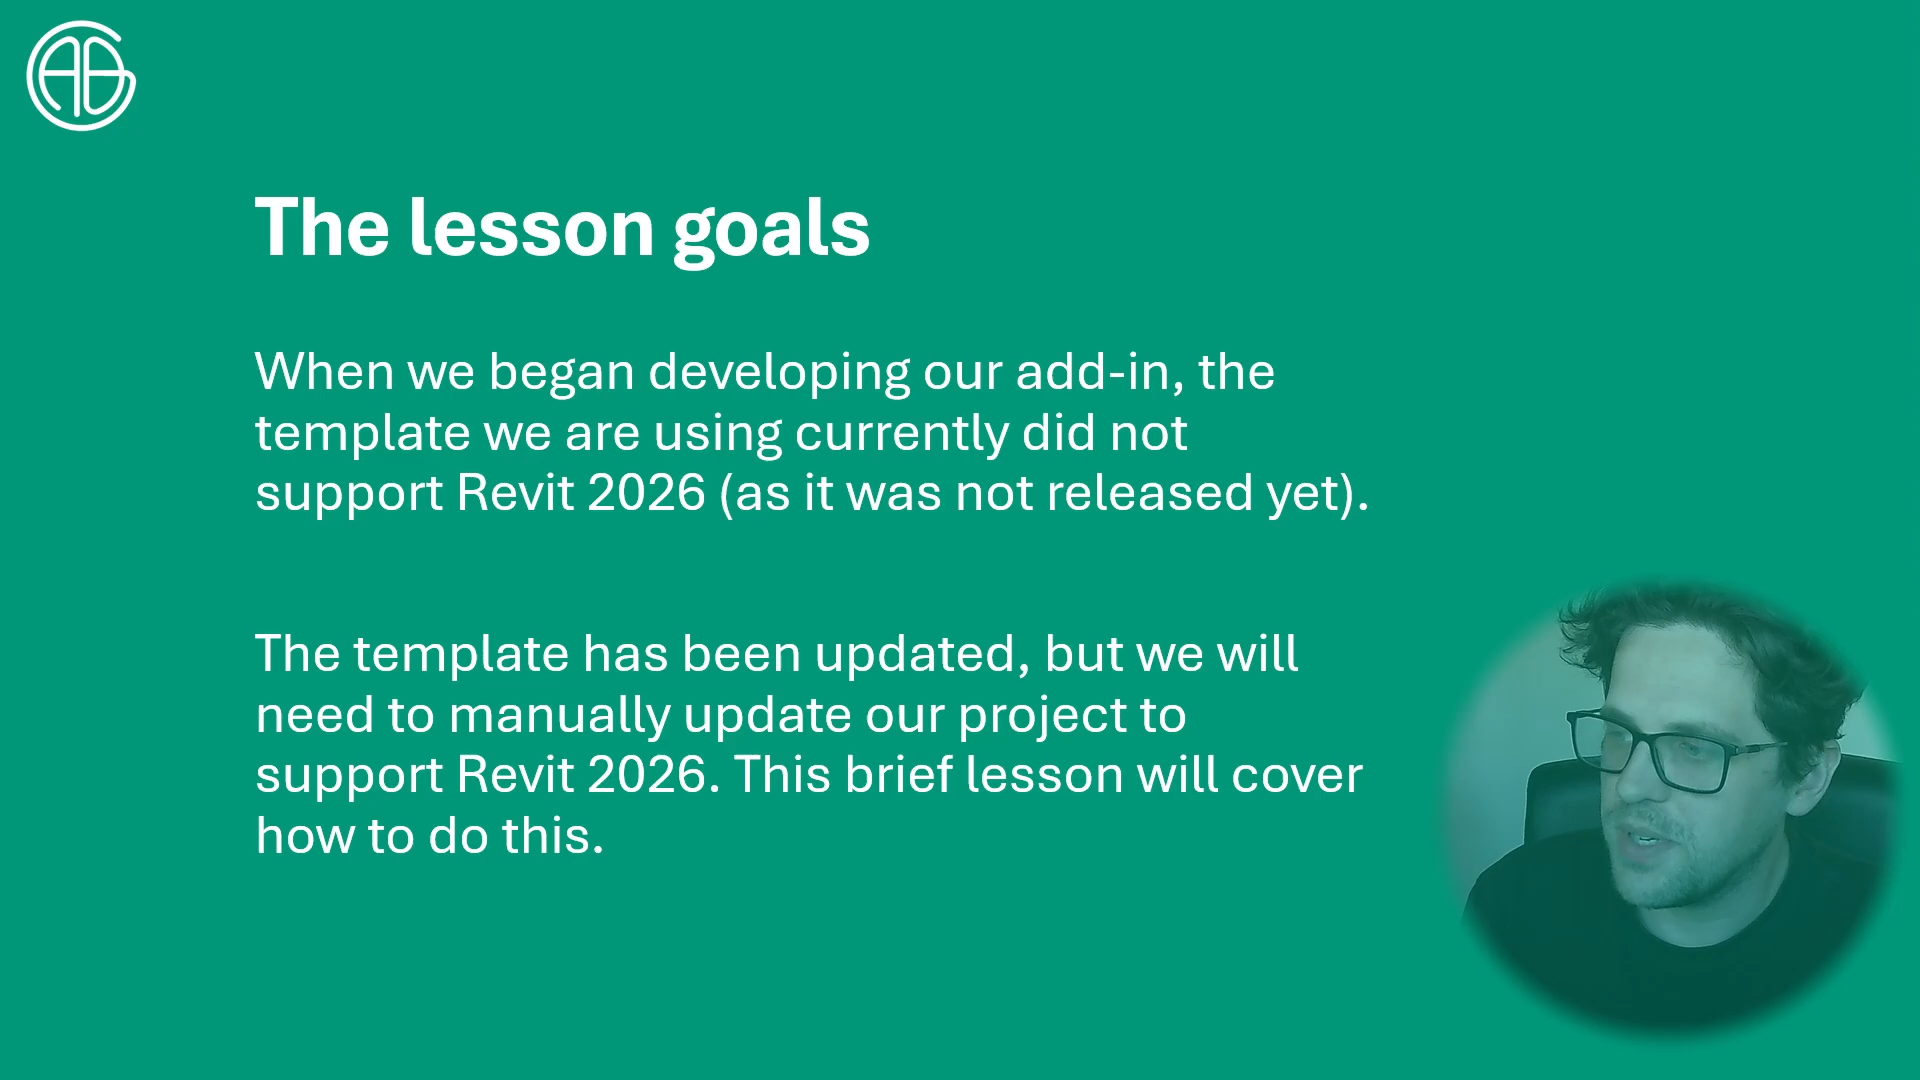 The lesson goals
When we began developing our add-in, the
template we are using currently did not
support Revit 2026 (as it was not released yet).
The template has been updated, but we will
need to manually update our project to
support Revit 2026. This brief lesson will cover
how to do this.